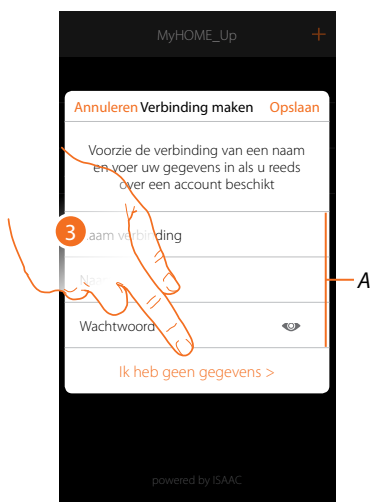 MyHOME_Up +
Annuleren Verbinding maken Opslaan
Voorzie de verbinding van een naam
en voer uw gegevens in als u reeds
over een account beschikt
3
Naam verbinding
A
Wachtwoord
Ik heb geen gegevens >
powered by ISAAC